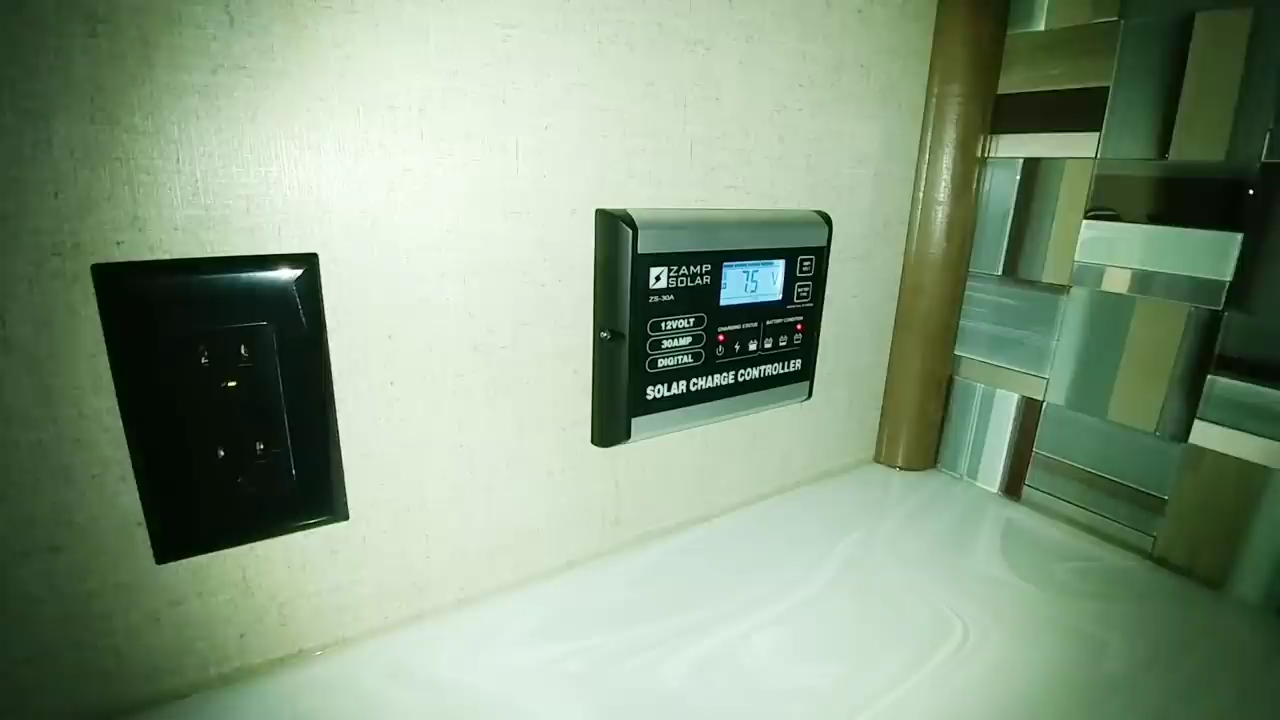 ZAMP
SOLAR
ZS-30A
7.5 V
12VOLT
30AMP
DIGITAL
CHARGING STATUS
BATTERY CONDITION
SOLAR CHARGE CONTROLLER